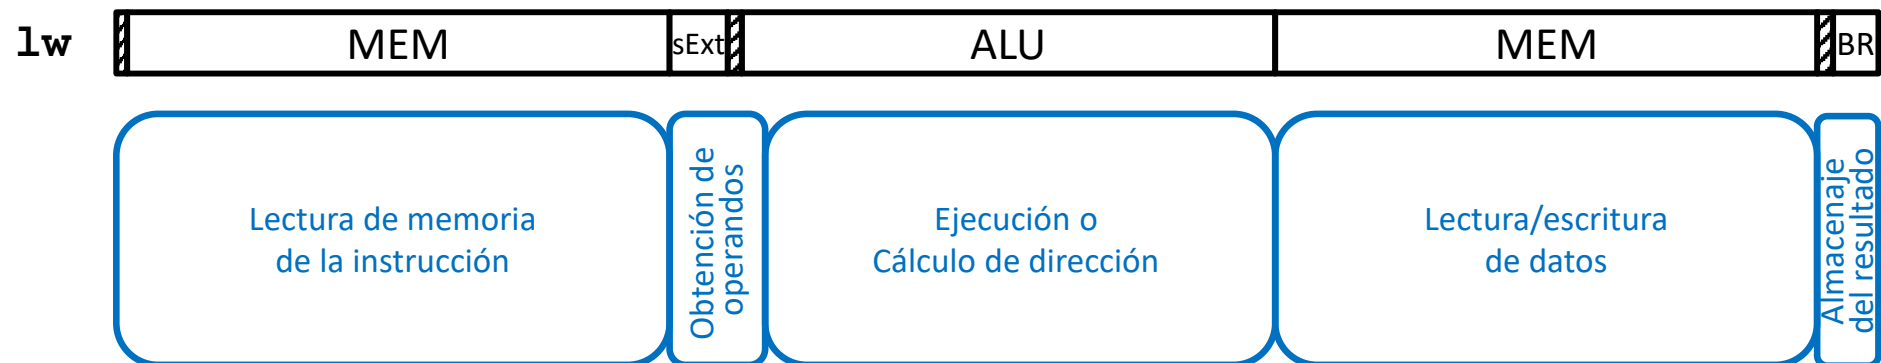 lw MEM sExt ALU MEM BR
Lectura de memoria
de la instrucción
Obtención de
operandos
Ejecución o
Cálculo de dirección
Lectura/escritura
de datos
Almacenaje
del resultado